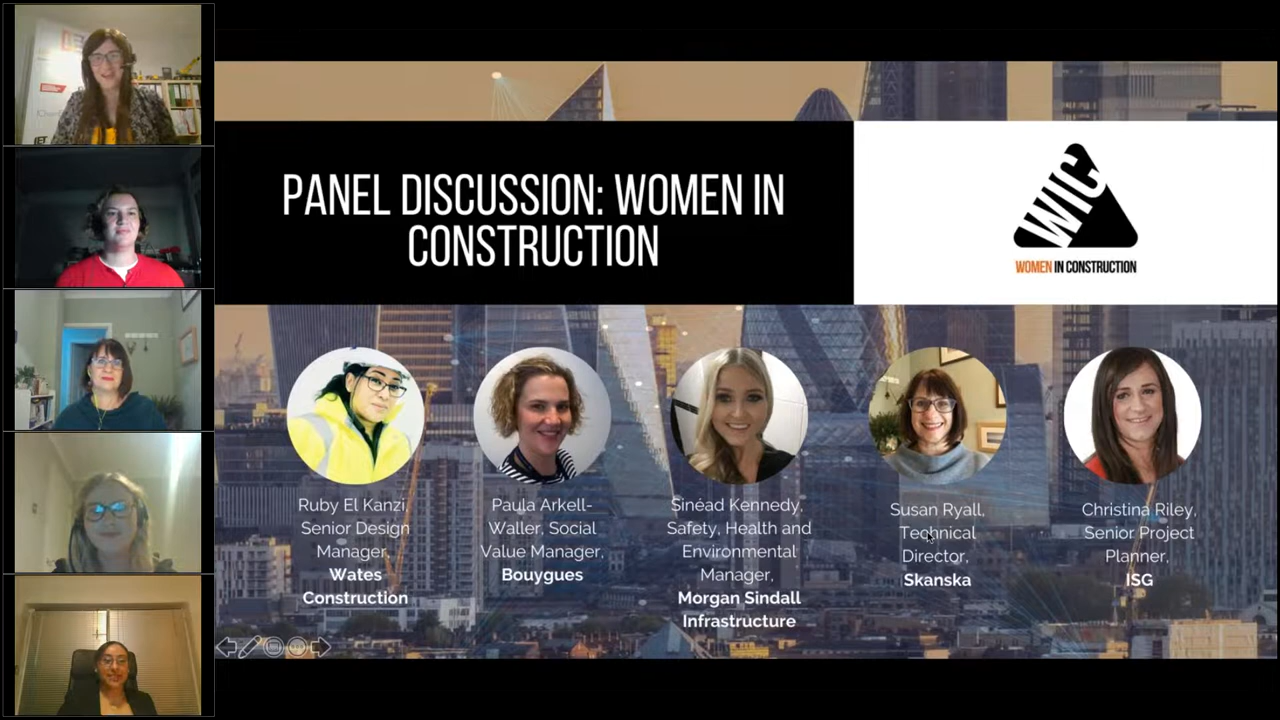 PANEL DISCUSSION: WOMEN IN
CONSTRUCTION
WIC
WOMEN IN CONSTRUCTION
Ruby El Kanzi,
Senior Design
Manager,
Wates
Construction
Paula Arkell-
Waller, Social
Value Manager,
Bouygues
Sinéad Kennedy,
Safety, Health and
Environmental
Manager,
Morgan Sindall
Infrastructure
Susan Ryall,
Technical
Director,
Skanska
Christina Riley,
Senior Project
Planner,
ISG